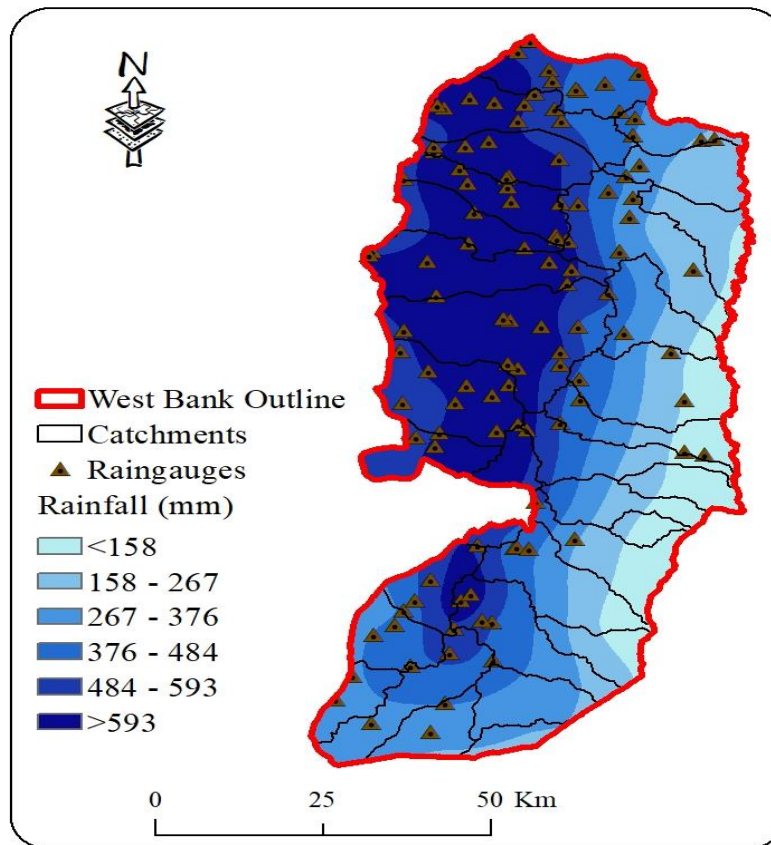 N
West Bank Outline
Catchments
Raingauges
Rainfall (mm)
<158
158 - 267
267 - 376
376 - 484
484 - 593
>593
0 25 50 Km